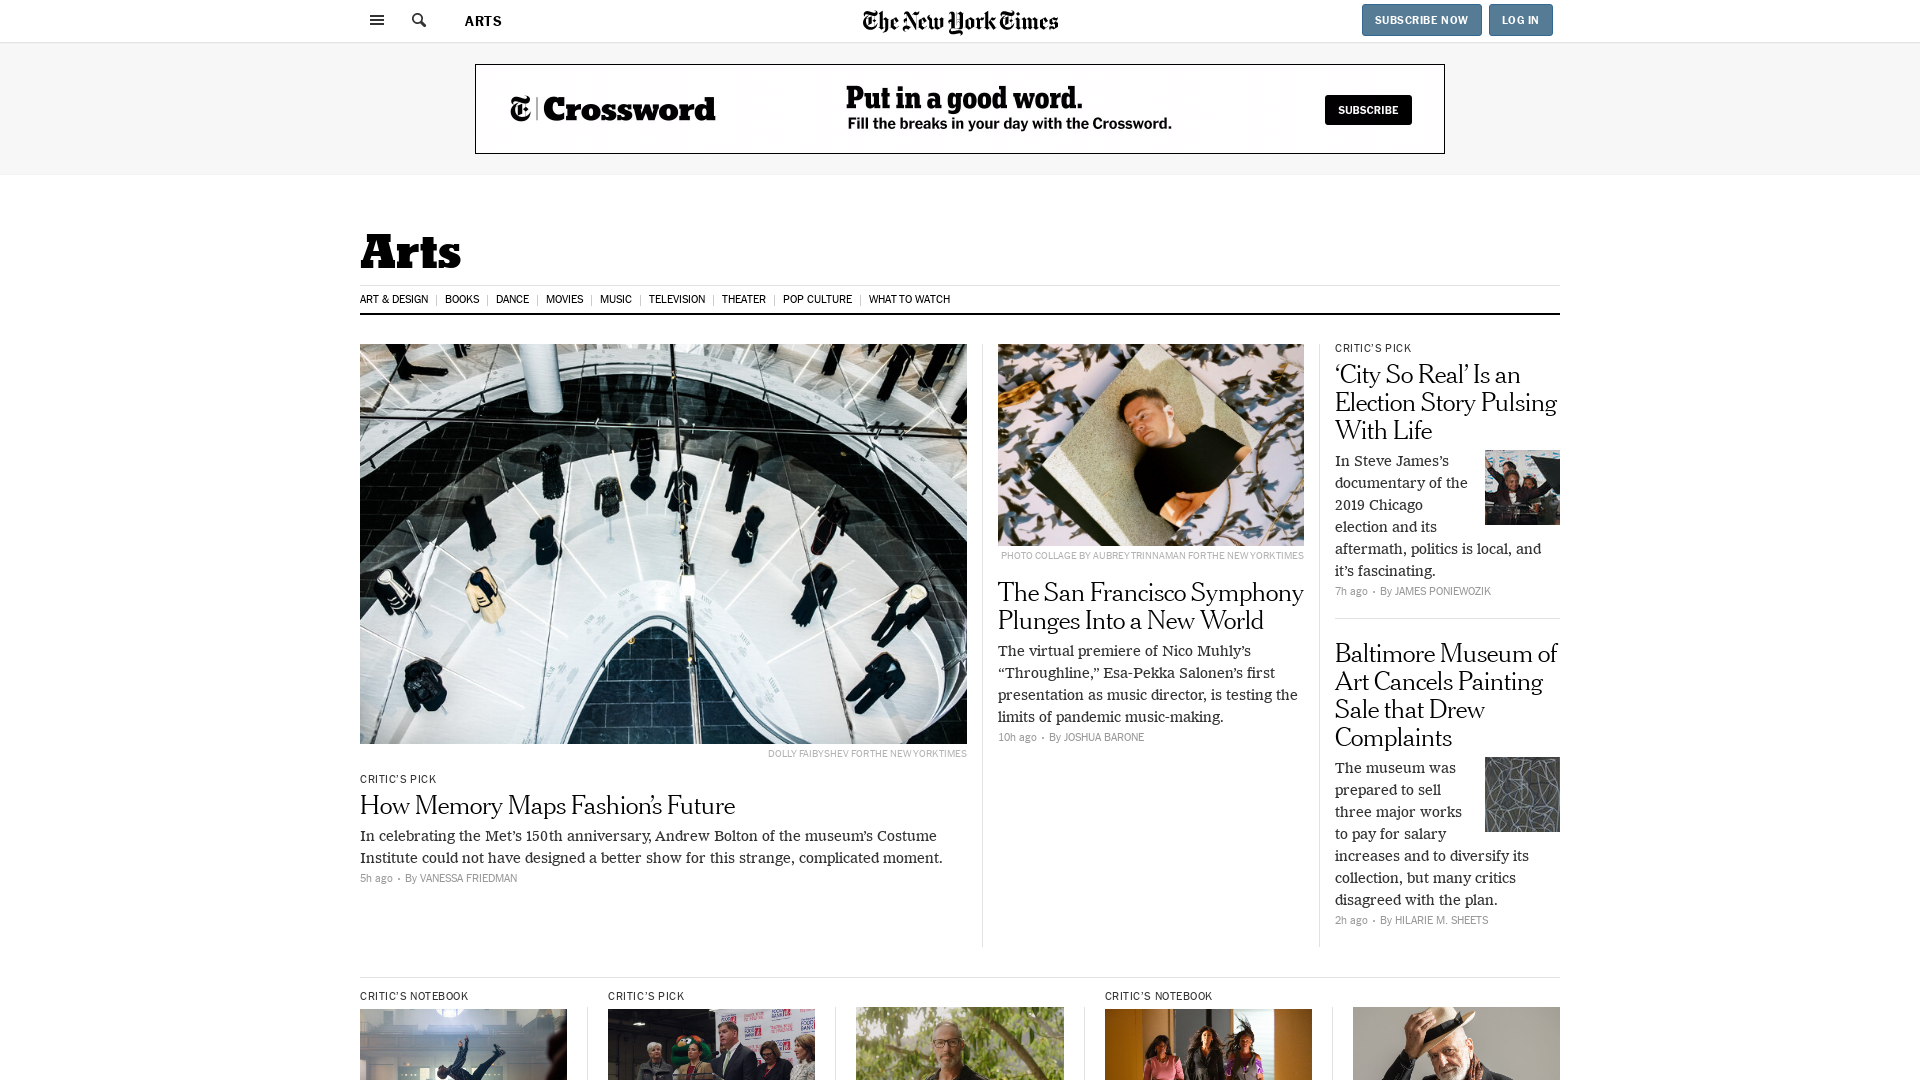 ARTS
The New York Times
SUBSCRIBE NOW
LOG IN
Crossword
Put in a good word.
Fill the breaks in your day with the Crossword.
SUBSCRIBE
Arts
ART & DESIGN
BOOKS
DANCE
MOVIES
MUSIC
TELEVISION
THEATER
POP CULTURE
WHAT TO WATCH
DOLLY FAIBYSHEV FOR THE NEW YORK TIMES
CRITIC’S PICK
How Memory Maps Fashion’s Future
In celebrating the Met’s 150th anniversary, Andrew Bolton of the museum’s Costume
Institute could not have designed a better show for this strange, complicated moment.
5h ago • By VANESSA FRIEDMAN
PHOTO COLLAGE BY AUBREY TRINNAMAN FOR THE NEW YORK TIMES
The San Francisco Symphony
Plunges Into a New World
The virtual premiere of Nico Muhly’s
“Throughline,” Esa-Pekka Salonen’s first
presentation as music director, is testing the
limits of pandemic music-making.
10h ago • By JOSHUA BARONE
CRITIC’S PICK
‘City So Real’ Is an
Election Story Pulsing
With Life
In Steve James’s
documentary of the
2019 Chicago
election and its
aftermath, politics is local, and
it’s fascinating.
7h ago • By JAMES PONIEWOZIK
Baltimore Museum of
Art Cancels Painting
Sale that Drew
Complaints
The museum was
prepared to sell
three major works
to pay for salary
increases and to diversify its
collection, but many critics
disagreed with the plan.
2h ago • By HILARIE M. SHEETS
CRITIC’S NOTEBOOK
CRITIC’S PICK
CRITIC’S NOTEBOOK